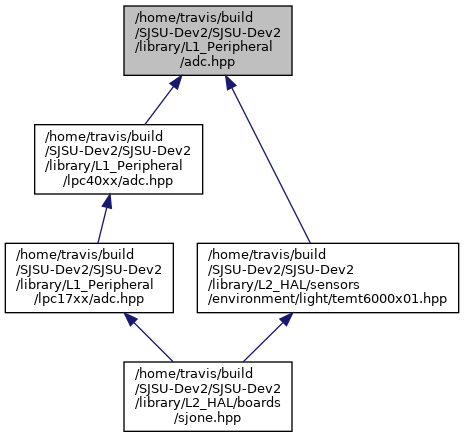 /home/travis/build
/SJSU-Dev2/SJSU-Dev2
/library/L1_Peripheral
/adc.hpp
/home/travis/build
/SJSU-Dev2/SJSU-Dev2
/library/L1_Peripheral
/lpc40xx/adc.hpp
/home/travis/build
/SJSU-Dev2/SJSU-Dev2
/library/L1_Peripheral
/lpc17xx/adc.hpp
/home/travis/build
/SJSU-Dev2/SJSU-Dev2
/library/L2_HAL/sensors
/environment/light/temt6000x01.hpp
/home/travis/build
/SJSU-Dev2/SJSU-Dev2
/library/L2_HAL/boards
/sjone.hpp